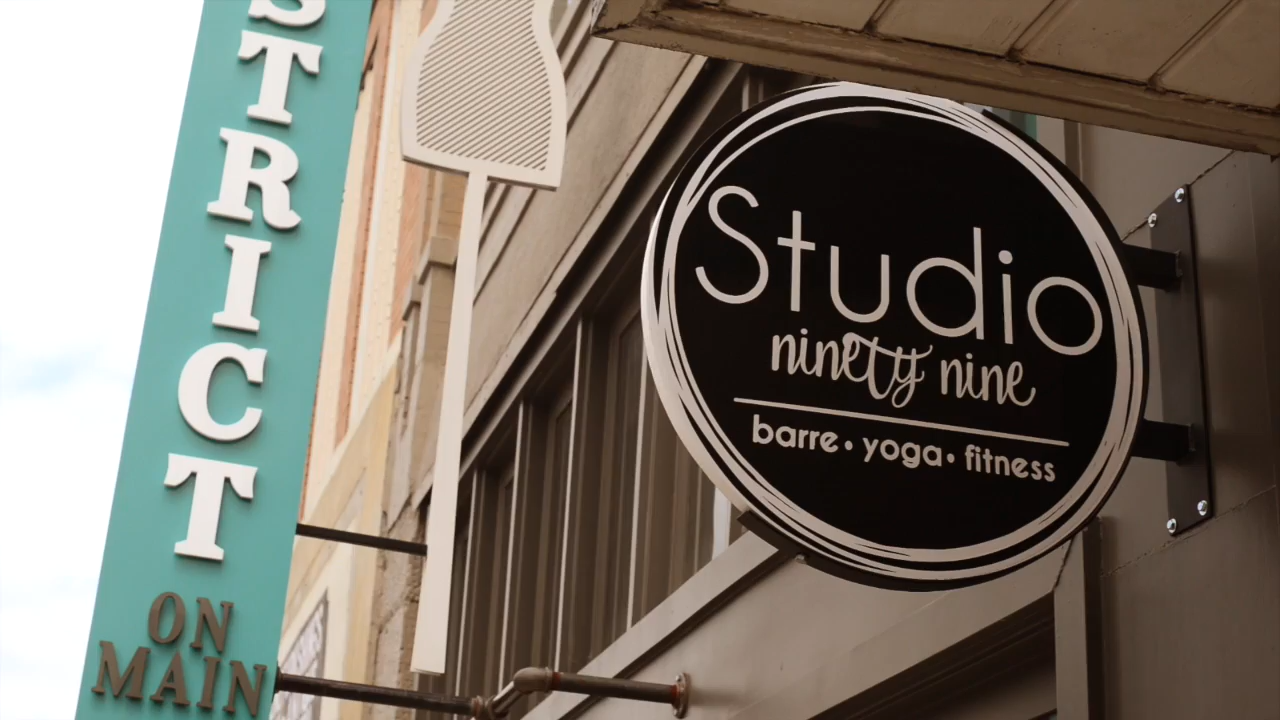 STRICT
ON
MAIN
Studio
ninety nine
barre • yoga • fitness